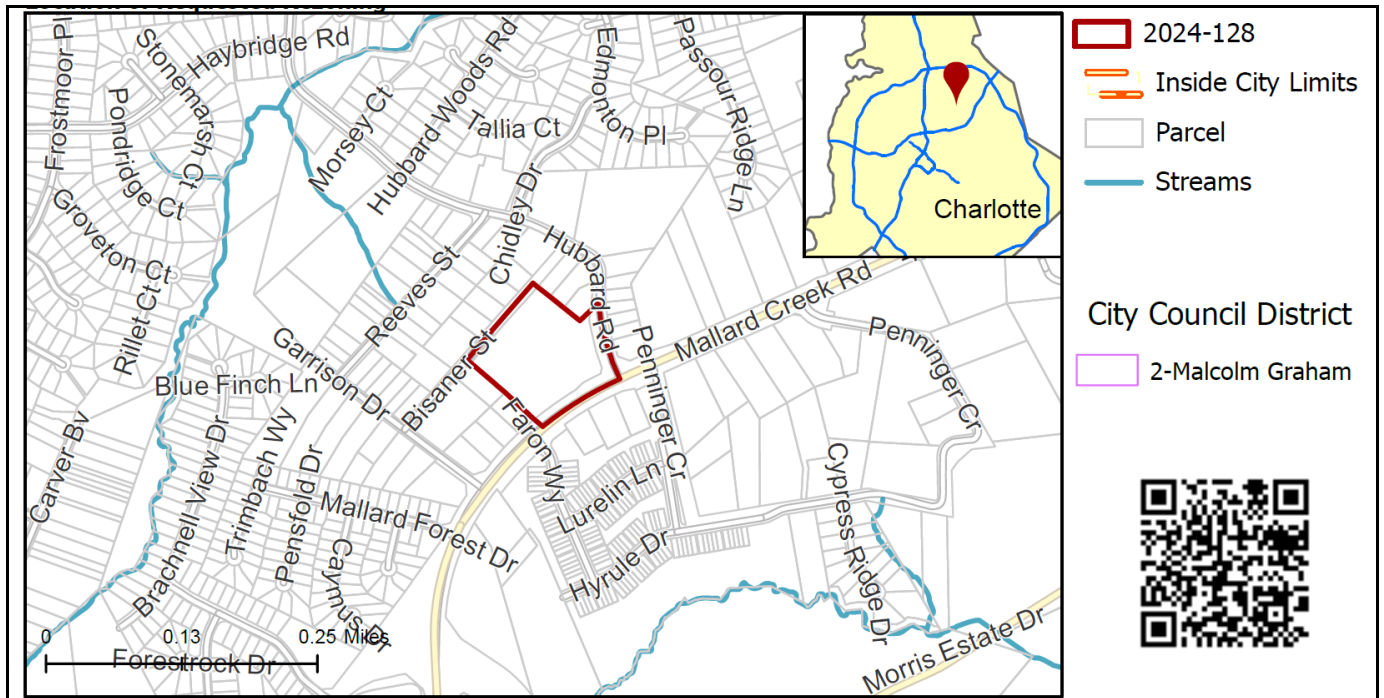 Location of Requested Rezoning
Frostmoor Pl
Stonemarsh Ct
Haybridge Rd
Pondridge Ct
Groveton Ct
Rillet Ct
Carver Bv
Morsey Ct
Hubbard Woods Rd
Tallia Ct
Edmonton Pl
Passour Ridge Ln
Chidley Dr
Reeves St
Hubbard Rd
Bisaner St
Garrison Dr
Blue Finch Ln
Mallard Creek Rd
Penninger Cr
Penninger Cr
Faron Wy
Lurelin Ln
Hyrule Dr
Cypress Ridge Dr
Brachnell View Dr
Trimbach Wy
Pensfold Dr
Mallard Forest Dr
Caymus Dr
Morris Estate Dr
Forestrock Dr
0 0.13 0.25 Miles
Charlotte
2024-128
Inside City Limits
Parcel
Streams
City Council District
2-Malcolm Graham